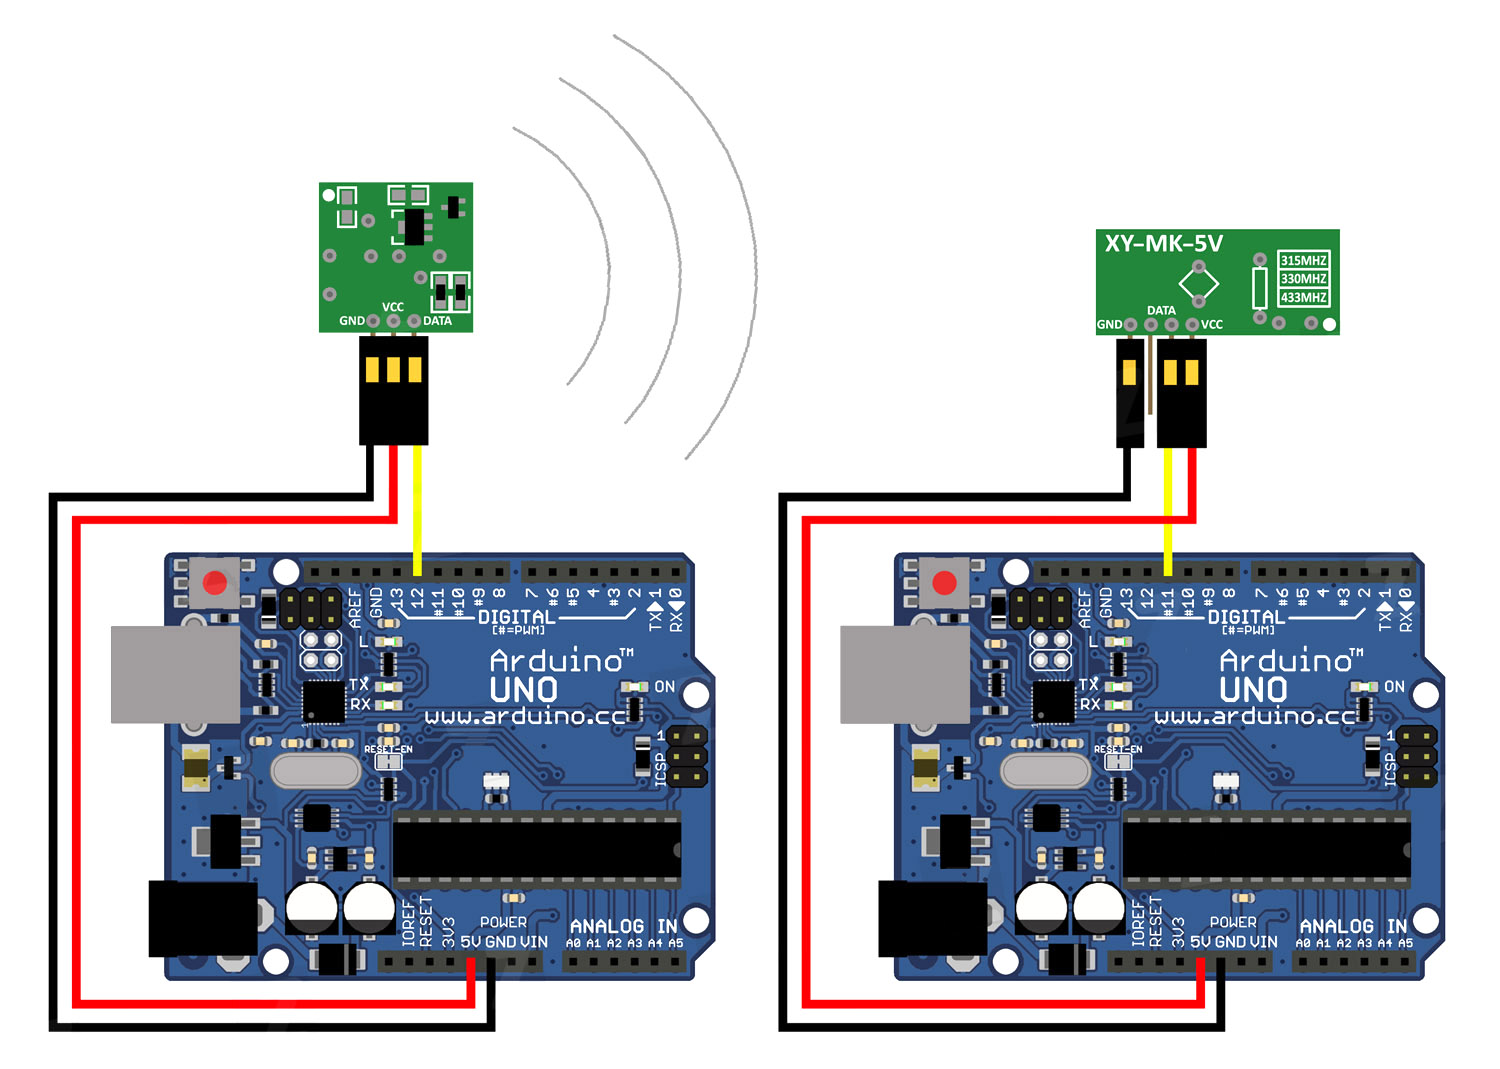 VCC
GND DATA
XY-MK-5V
315MHZ
330MHZ
433MHZ
DATA
GND VCC
AREF
GND
13
12
#11
#10
#9
8
7
#6
#5
4
#3
2
TX 1
RX 0
DIGITAL
[#=PWM]
L
TX
RX
Arduino™
UNO
www.arduino.cc
ON
RESET-EN
1
ICSP
1
IOREF
RESET
3V3
POWER
5V GND VIN
ANALOG IN
A0 A1 A2 A3 A4 A5
AREF
GND
13
12
#11
#10
#9
8
7
#6
#5
4
#3
2
TX 1
RX 0
DIGITAL
[#=PWM]
L
TX
RX
Arduino™
UNO
www.arduino.cc
ON
RESET-EN
1
ICSP
1
IOREF
RESET
3V3
POWER
5V GND VIN
ANALOG IN
A0 A1 A2 A3 A4 A5